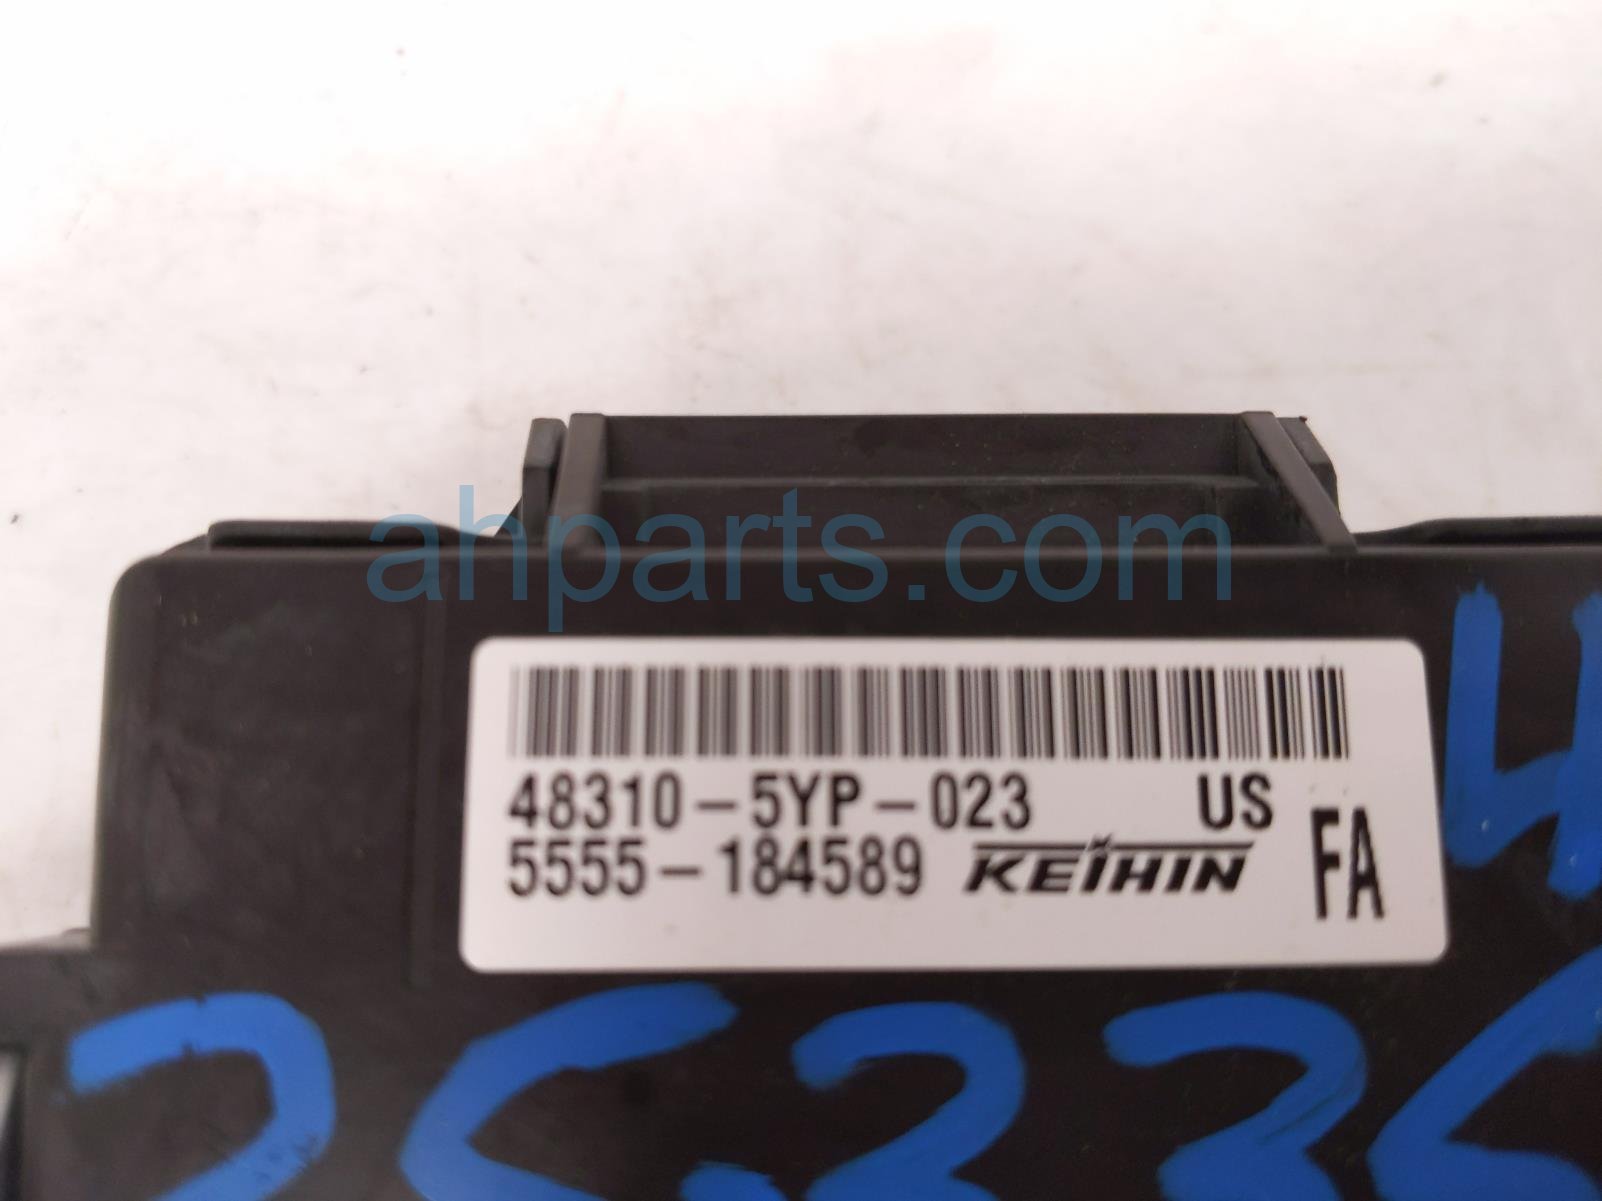 ahparts.com
48310-5YP-023 US
5555-184589 KEIHIN FA